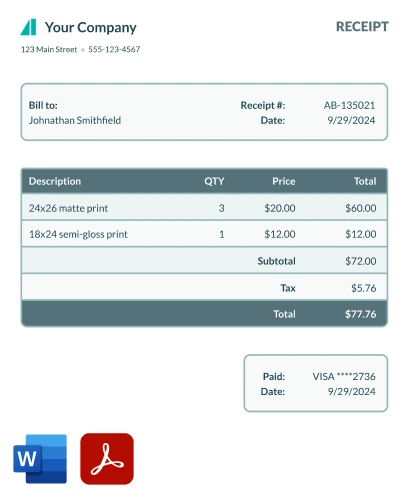 Your Company
RECEIPT
123 Main Street • 555-123-4567
Bill to:
Receipt #: AB-135021
Johnathan Smithfield
Date: 9/29/2024
Description QTY Price Total
24x26 matte print 3 $20.00 $60.00
18x24 semi-gloss print 1 $12.00 $12.00
Subtotal $72.00
Tax $5.76
Total $77.76
Paid: VISA ****2736
Date: 9/29/2024
W